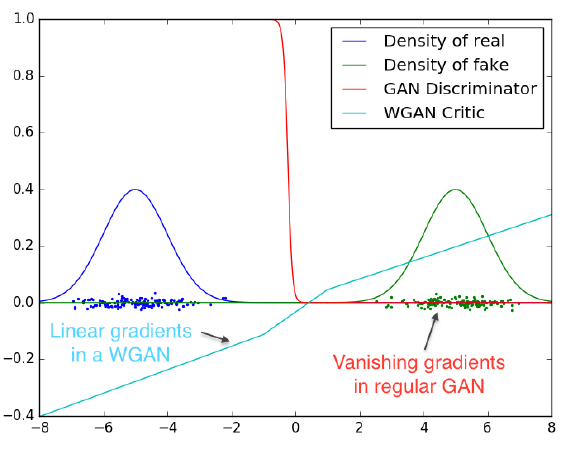 1.0
0.8
0.6
0.4
0.2
0.0
−0.2
−0.4
−8
−6
−4
−2
0
2
4
6
8
Density of real
Density of fake
GAN Discriminator
WGAN Critic
Linear gradients
in a WGAN
Vanishing gradients
in regular GAN